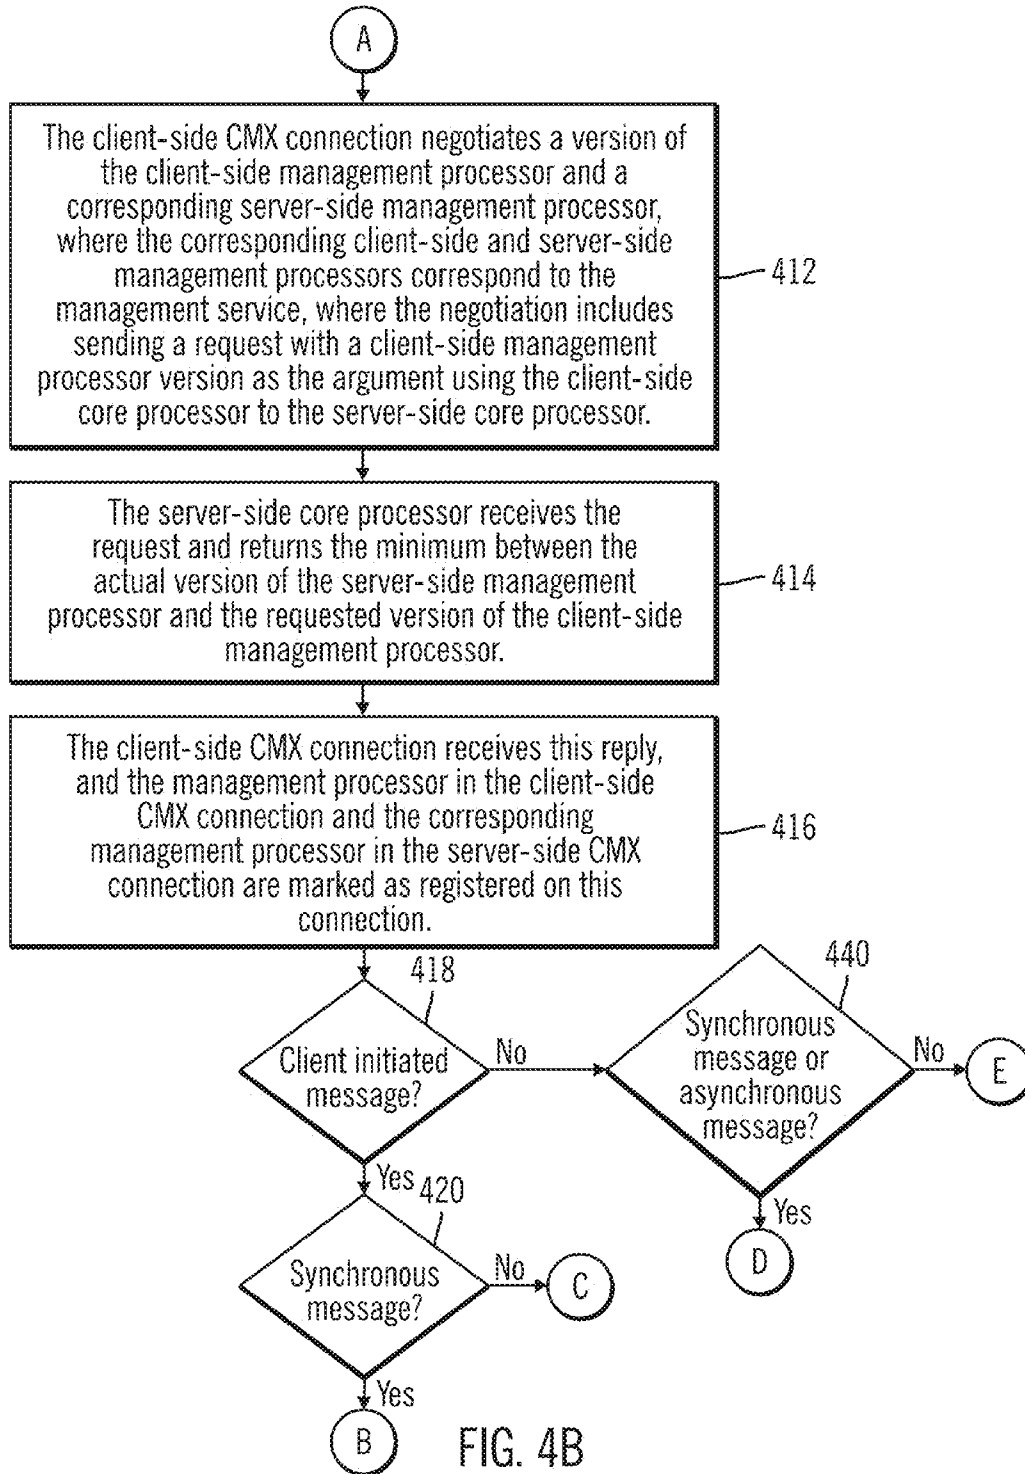 A
The client-side CMX connection negotiates a version of
the client-side management processor and a
corresponding server-side management processor,
where the corresponding client-side and server-side
management processors correspond to the
management service, where the negotiation includes
sending a request with a client-side management
processor version as the argument using the client-side
core processor to the server-side core processor.
412
The server-side core processor receives the
request and returns the minimum between the
actual version of the server-side management
processor and the requested version of the client-side
management processor.
414
The client-side CMX connection receives this reply,
and the management processor in the client-side
CMX connection and the corresponding
management processor in the server-side CMX
connection are marked as registered on this
connection.
416
418
Client initiated
message?
No
Yes
440
Synchronous
message or
asynchronous
message?
No
E
Yes
D
420
Synchronous
message?
No
C
Yes
B
FIG. 4B